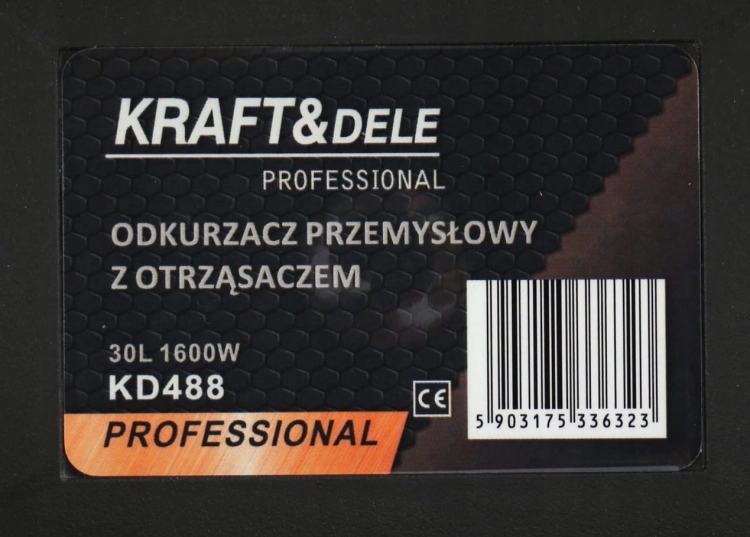 KRAFT&DELE
PROFESSIONAL
ODKURZACZ PRZEMYSŁOWY
Z OTRZĄSACZEM
30L 1600W
KD488
CE
PROFESSIONAL
5 903175 336323